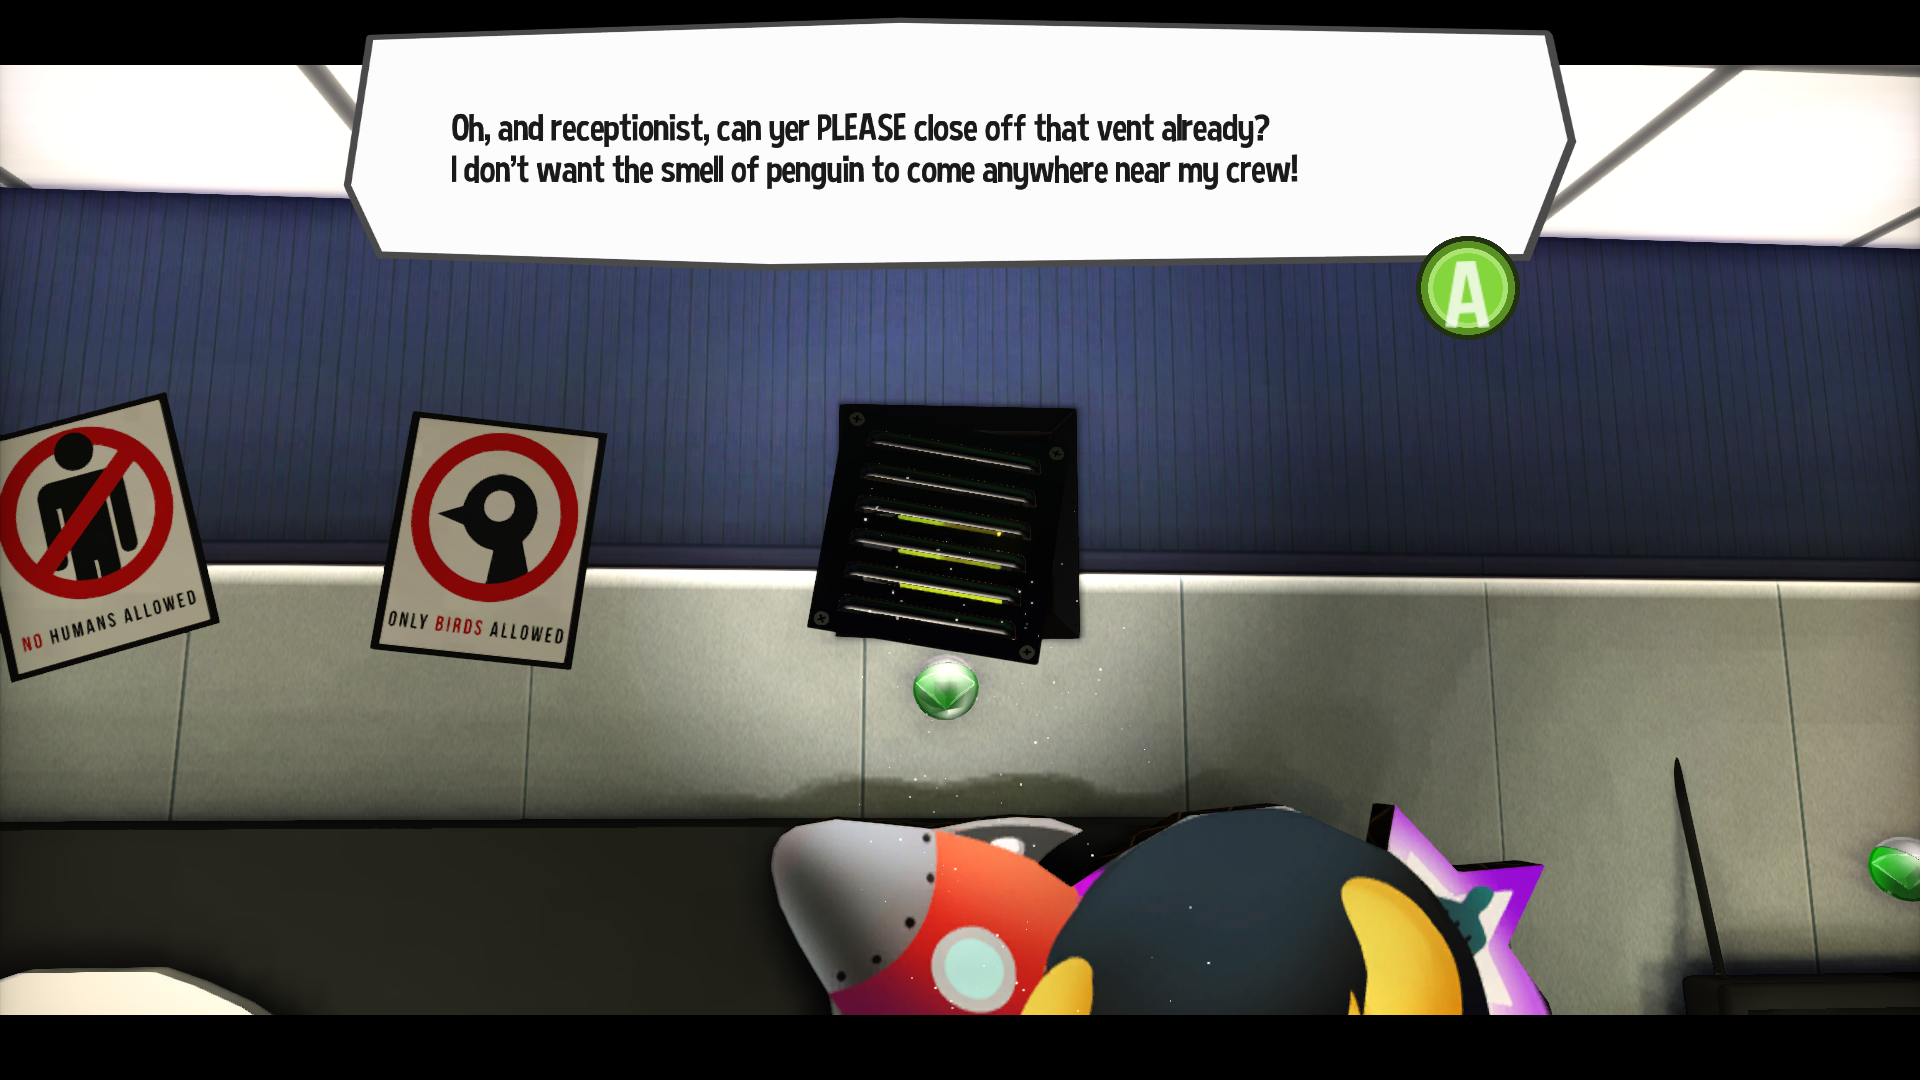 Oh, and receptionist, can yer PLEASE close off that vent already?
I don't want the smell of penguin to come anywhere near my crew!
A
NO HUMANS ALLOWED
ONLY BIRDS ALLOWED